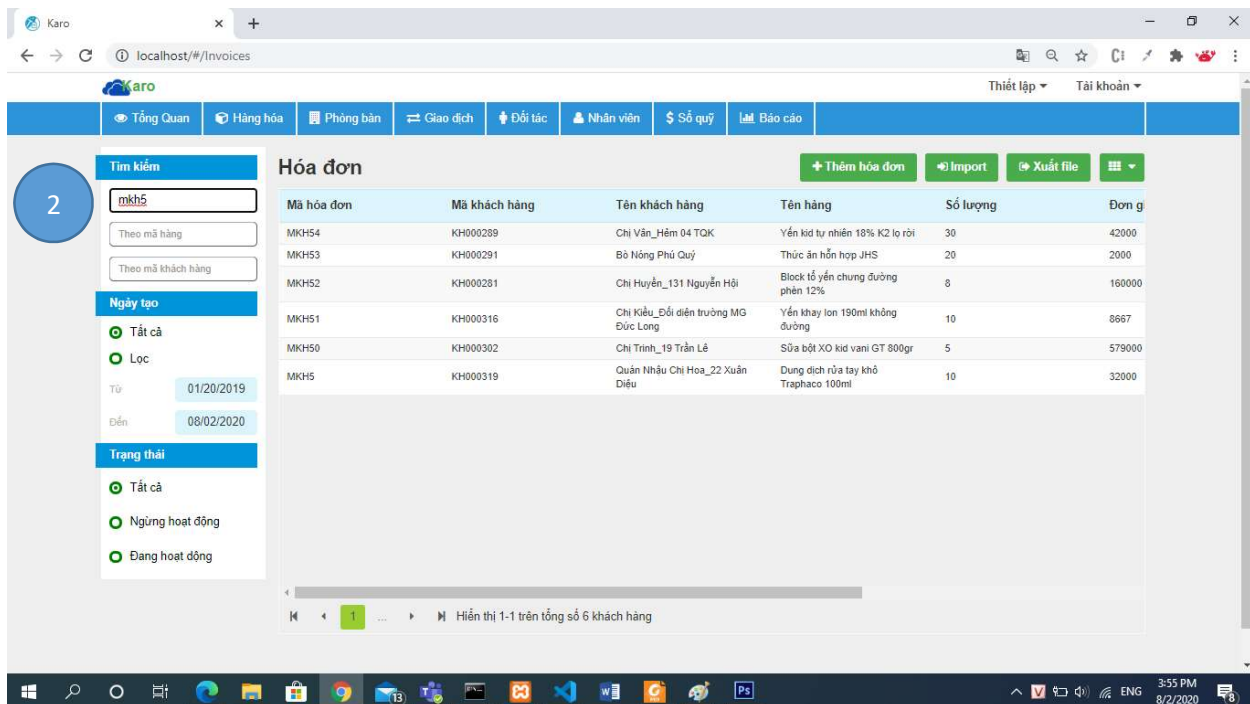 Karo
localhost/#/Invoices
Karo
Thiết lập
Tài khoản
Tổng Quan
Hàng hóa
Phòng bàn
Giao dịch
Đối tác
Nhân viên
$ Sổ quỹ
Báo cáo
2
Tìm kiếm
mkh5
Theo mã hàng
Theo mã khách hàng
Ngày tạo
Tất cả
Lọc
Từ 01/20/2019
Đến 08/02/2020
Trạng thái
Tất cả
Ngừng hoạt động
Đang hoạt dộng
Hóa đơn
+ Thêm hóa đơn
Import
Xuất file
Mã hóa đơn Mã khách hàng Tên khách hàng Tên hàng Số lượng Đơn gi
MKH54 KH000289 Chị Vân_Hẻm 04 TQK Yến kid tự nhiên 18% K2 lọ rời 30 42000
MKH53 KH000291 Bò Nóng Phú Quý Thức ăn hỗn hợp JHS 20 2000
MKH52 KH000281 Chị Huyền_131 Nguyễn Hội Block tổ yến chưng đường phèn 12% 8 160000
MKH51 KH000316 Chị Kiều_Đối diện trường MG Đức Long Yến khay lon 190ml không đường 10 8667
MKH50 KH000302 Chị Trinh_19 Trần Lê Sữa bột XO kid vani GT 800gr 5 579000
MKH5 KH000319 Quán Nhậu Chị Hoa_22 Xuân Diệu Dung dịch rửa tay khô Traphaco 100ml 10 32000
1 ... Hiển thị 1-1 trên tổng số 6 khách hàng
13
Ps
V
ENG
3:55 PM
8/2/2020
8